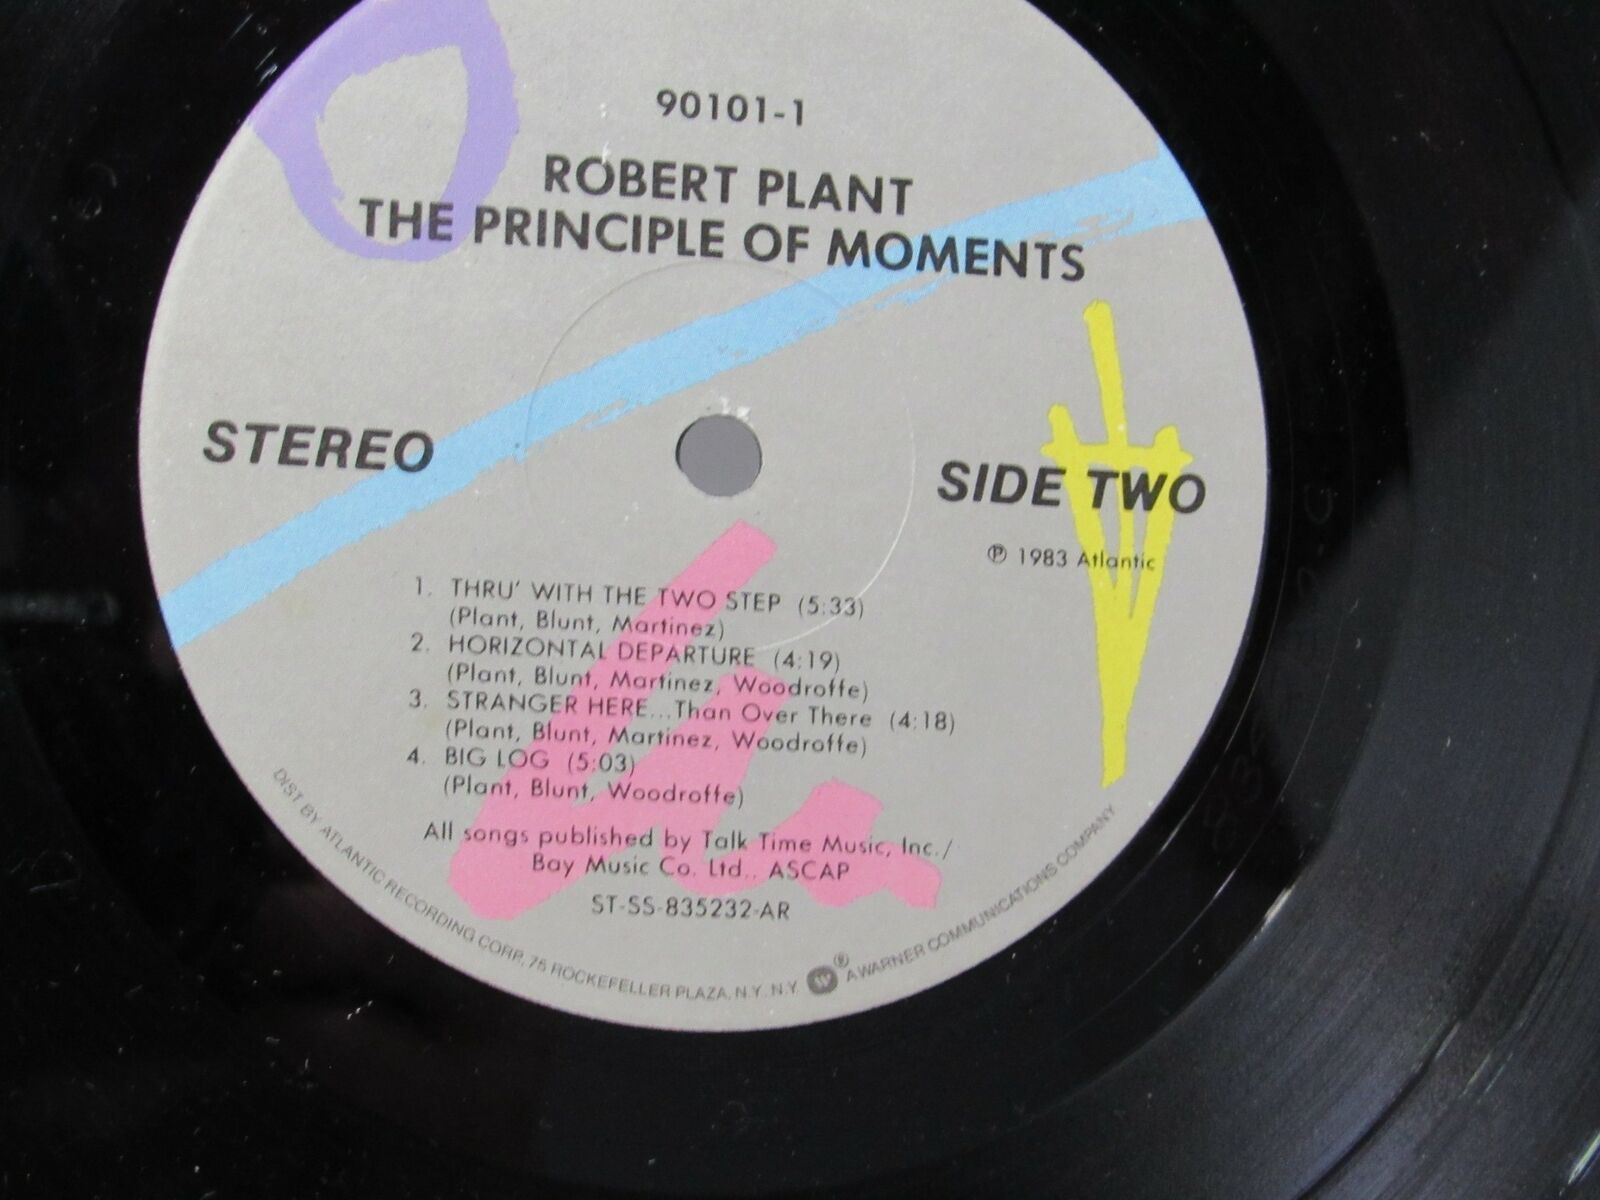 90101-1
ROBERT PLANT
THE PRINCIPLE OF MOMENTS
STEREO
SIDE TWO
℗ 1983 Atlantic
1. THRU' WITH THE TWO STEP (5:33)
(Plant, Blunt, Martinez)
2. HORIZONTAL DEPARTURE (4:19)
(Plant, Blunt, Martinez, Woodroffe)
3. STRANGER HERE...Than Over There (4:18)
(Plant, Blunt, Martinez, Woodroffe)
4. BIG LOG (5:03)
(Plant, Blunt, Woodroffe)
All songs published by Talk Time Music, Inc./
Bay Music Co. Ltd., ASCAP
ST-SS-835232-AR
DIST BY ATLANTIC RECORDING CORP., 75 ROCKEFELLER PLAZA, N.Y. N.Y. ® A WARNER COMMUNICATIONS COMPANY